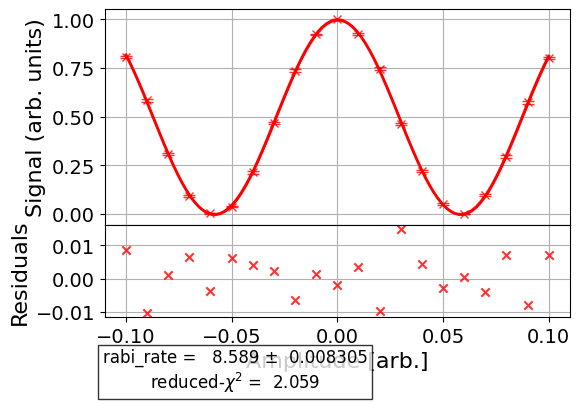 Signal (arb. units)
1.00
0.75
0.50
0.25
0.00
Residuals
0.01
0.00
−0.01
−0.10 −0.05 0.00 0.05 0.10
Amplitude [arb.]
rabi_rate = 8.589 ± 0.008305
reduced-χ² = 2.059